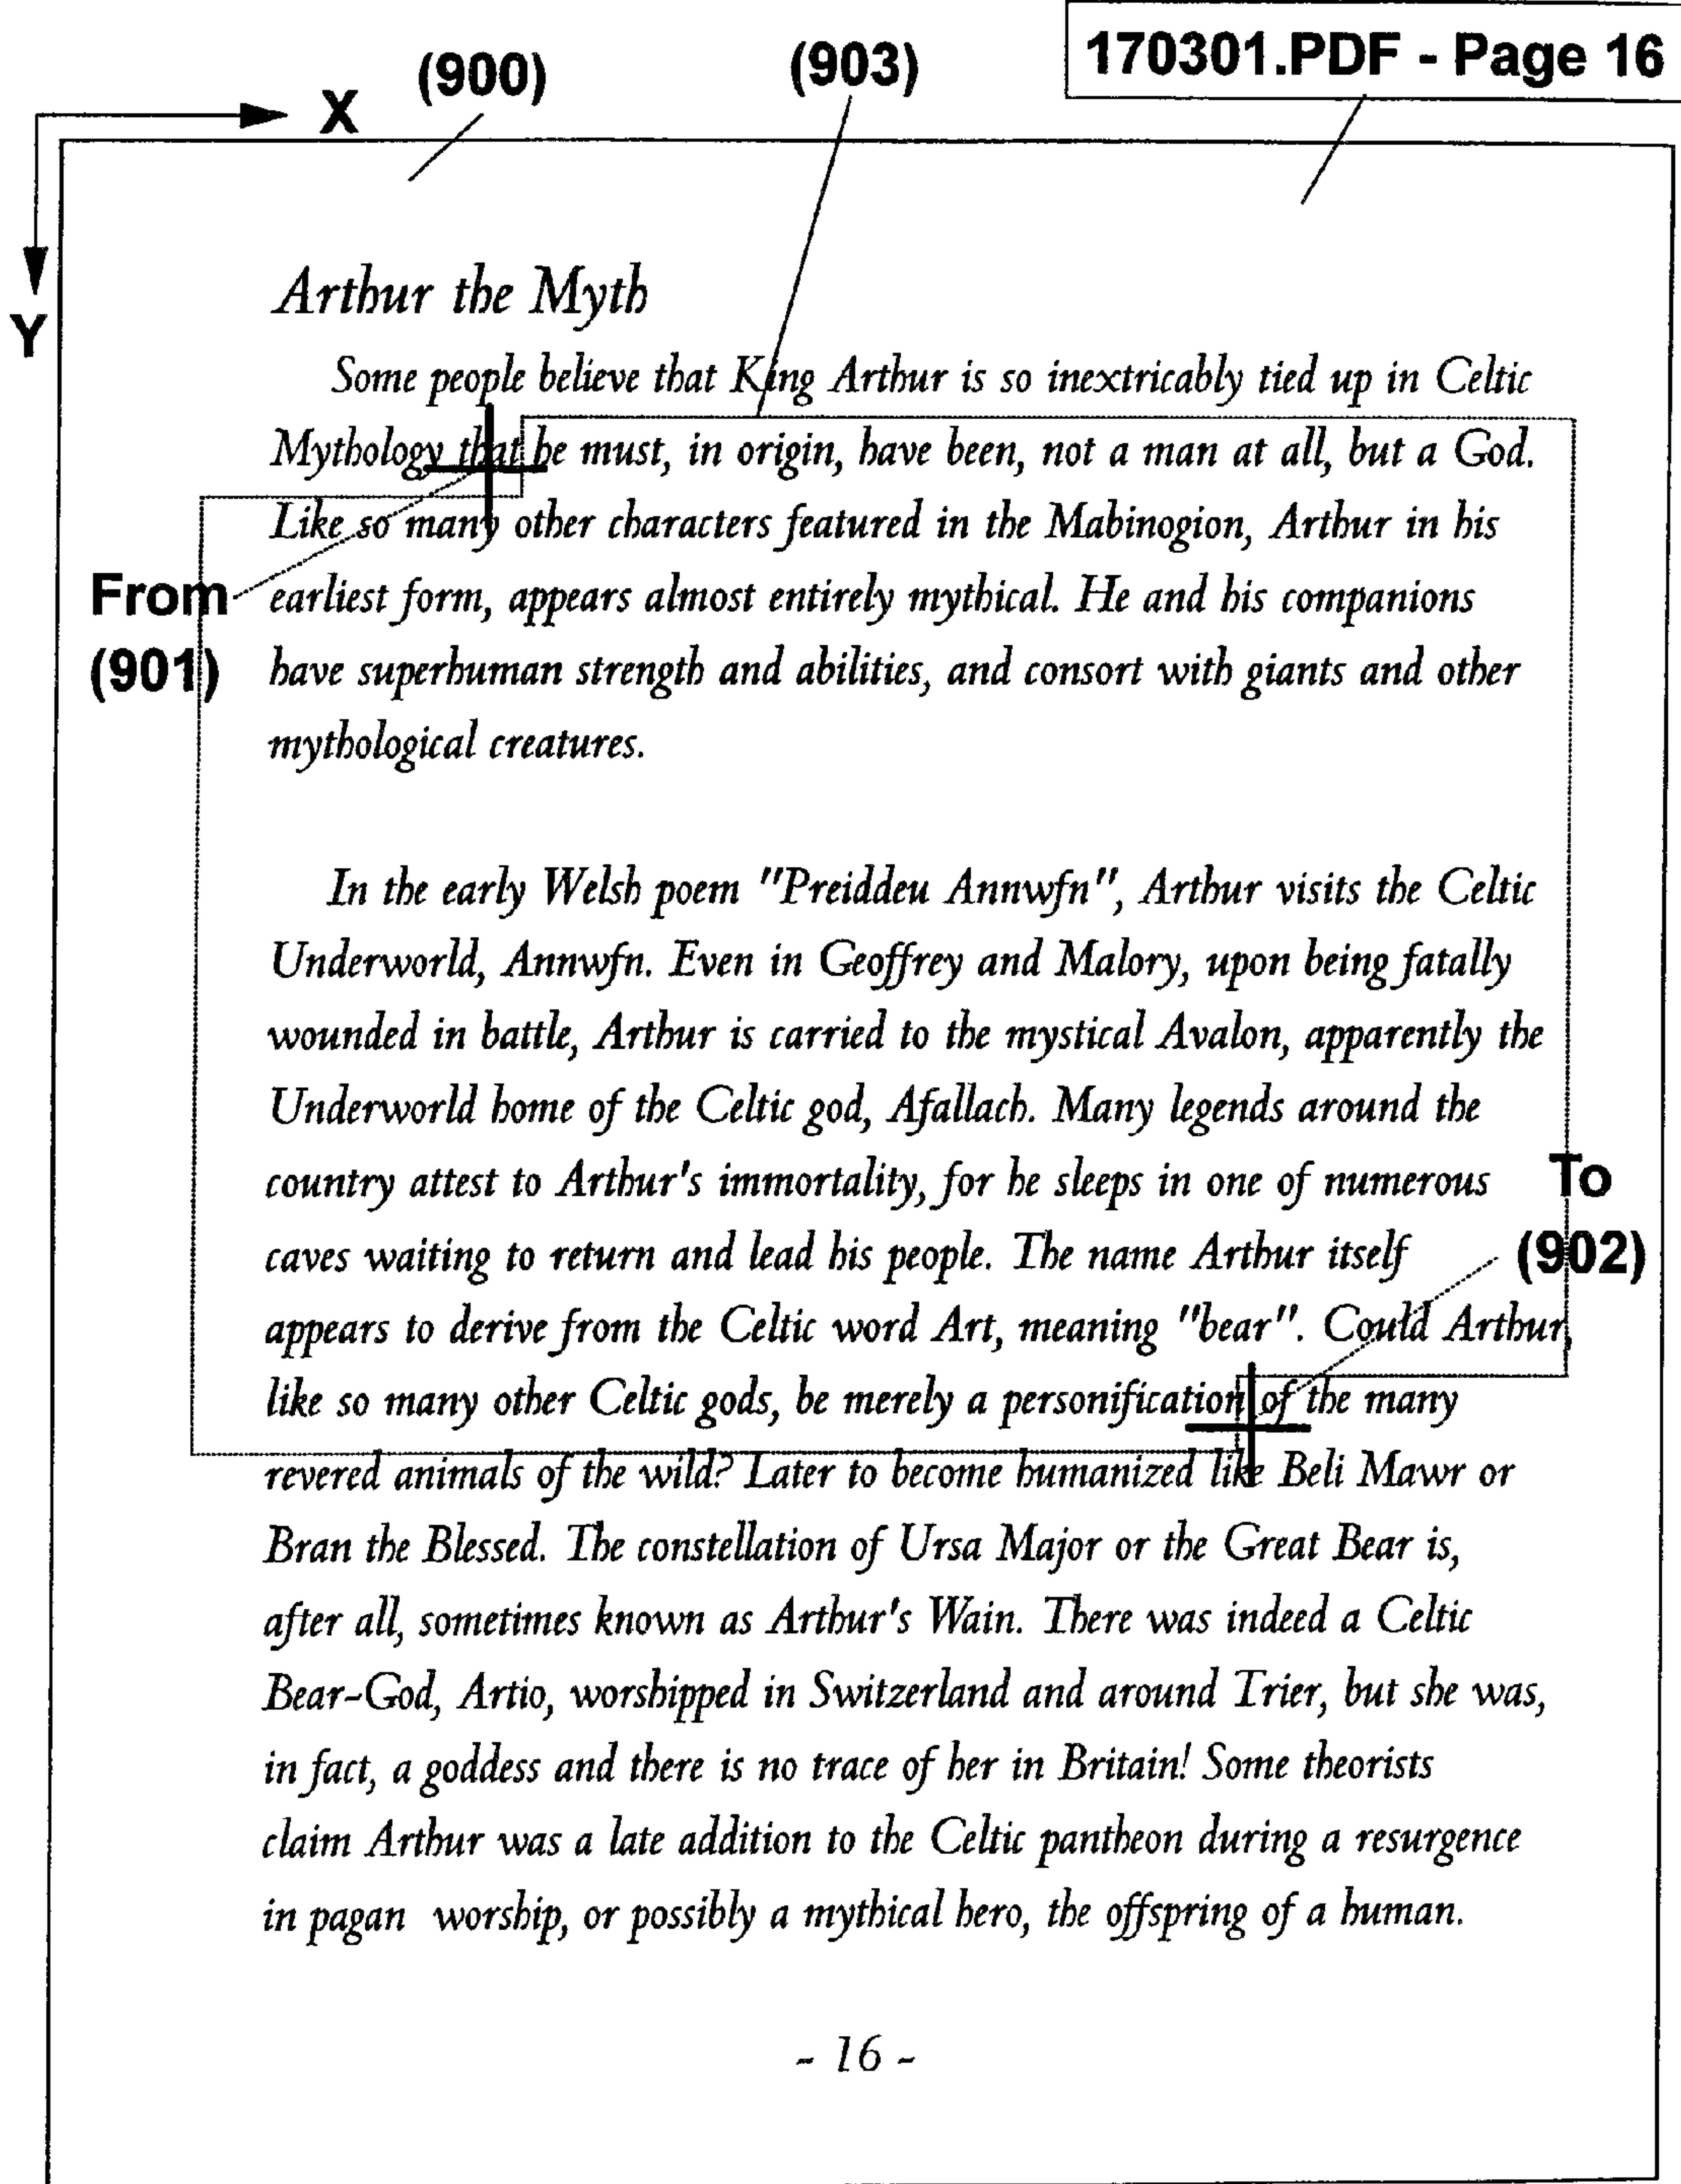 170301.PDF - Page 16
(900)
(903)
X
Y
Arthur the Myth
Some people believe that King Arthur is so inextricably tied up in Celtic
Mythology that he must, in origin, have been, not a man at all, but a God.
Like so many other characters featured in the Mabinogion, Arthur in his
From
earliest form, appears almost entirely mythical. He and his companions
(901)
have superhuman strength and abilities, and consort with giants and other
mythological creatures.
In the early Welsh poem "Preiddeu Annwfn", Arthur visits the Celtic
Underworld, Annwfn. Even in Geoffrey and Malory, upon being fatally
wounded in battle, Arthur is carried to the mystical Avalon, apparently the
Underworld home of the Celtic god, Afallach. Many legends around the
country attest to Arthur's immortality, for he sleeps in one of numerous
To
caves waiting to return and lead his people. The name Arthur itself
(902)
appears to derive from the Celtic word Art, meaning "bear". Could Arthur,
like so many other Celtic gods, be merely a personification of the many
revered animals of the wild? Later to become humanized like Beli Mawr or
Bran the Blessed. The constellation of Ursa Major or the Great Bear is,
after all, sometimes known as Arthur's Wain. There was indeed a Celtic
Bear-God, Artio, worshipped in Switzerland and around Trier, but she was,
in fact, a goddess and there is no trace of her in Britain! Some theorists
claim Arthur was a late addition to the Celtic pantheon during a resurgence
in pagan worship, or possibly a mythical hero, the offspring of a human.
- 16 -